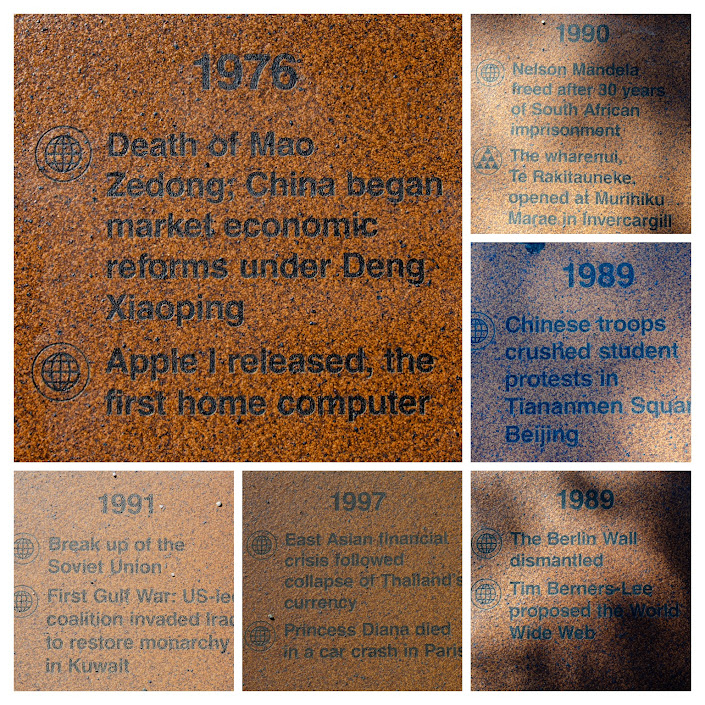 1976
Death of Mao
Zedong; China began
market economic
reforms under Deng
Xiaoping
Apple I released, the
first home computer
1990
Nelson Mandela
freed after 30 years
of South African
imprisonment
The wharenui,
Te Rakitauneke,
opened at Murihiku
Marae in Invercargill
1989
Chinese troops
crushed student
protests in
Tiananmen Squar
Beijing
1991
Break up of the
Soviet Union
First Gulf War: US-led
coalition invaded Iraq
to restore monarchy
in Kuwait
1997
East Asian financial
crisis followed
collapse of Thailand's
currency
Princess Diana died
in a car crash in Paris
1989
The Berlin Wall
dismantled
Tim Berners-Lee
proposed the World
Wide Web